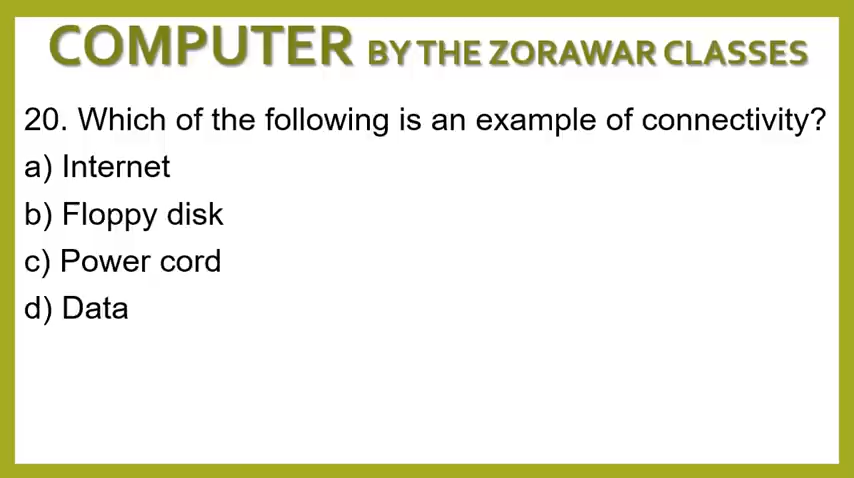 COMPUTER BY THE ZORAWAR CLASSES
20. Which of the following is an example of connectivity?
a) Internet
b) Floppy disk
c) Power cord
d) Data